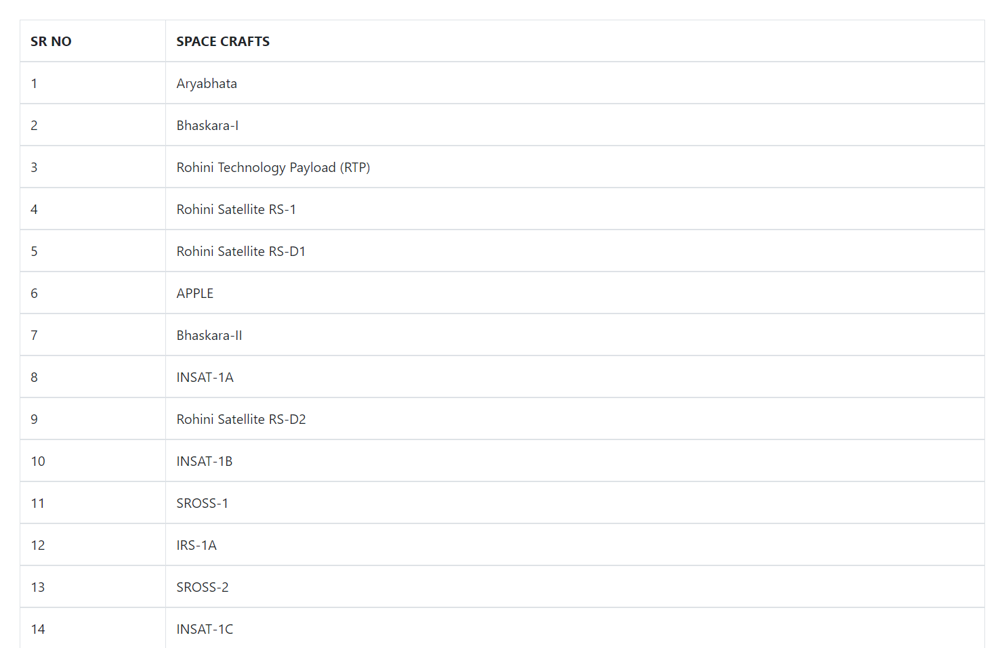 SR NO SPACE CRAFTS
1 Aryabhata
2 Bhaskara-I
3 Rohini Technology Payload (RTP)
4 Rohini Satellite RS-1
5 Rohini Satellite RS-D1
6 APPLE
7 Bhaskara-II
8 INSAT-1A
9 Rohini Satellite RS-D2
10 INSAT-1B
11 SROSS-1
12 IRS-1A
13 SROSS-2
14 INSAT-1C